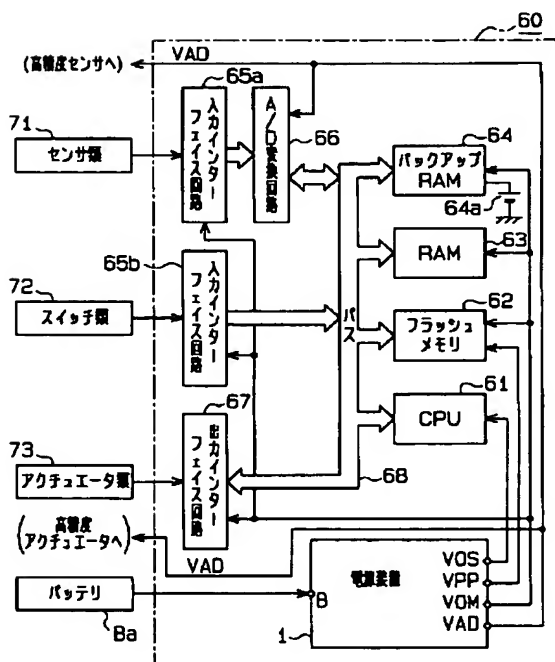 60
VAD
(高精度センサへ)
65a
71
センサ類
入力インター
フェイス回路
A/D変換回路
66
64
バックアップ
RAM
64a
72
スイッチ類
65b
入力インター
フェイス回路
バス
63
RAM
62
フラッシュ
メモリ
67
73
アクチュエータ類
出力インター
フェイス回路
61
CPU
68
(高精度
アクチュエータへ)
VAD
バッテリ
Ba
B
電源装置
1
VOS
VPP
VOM
VAD